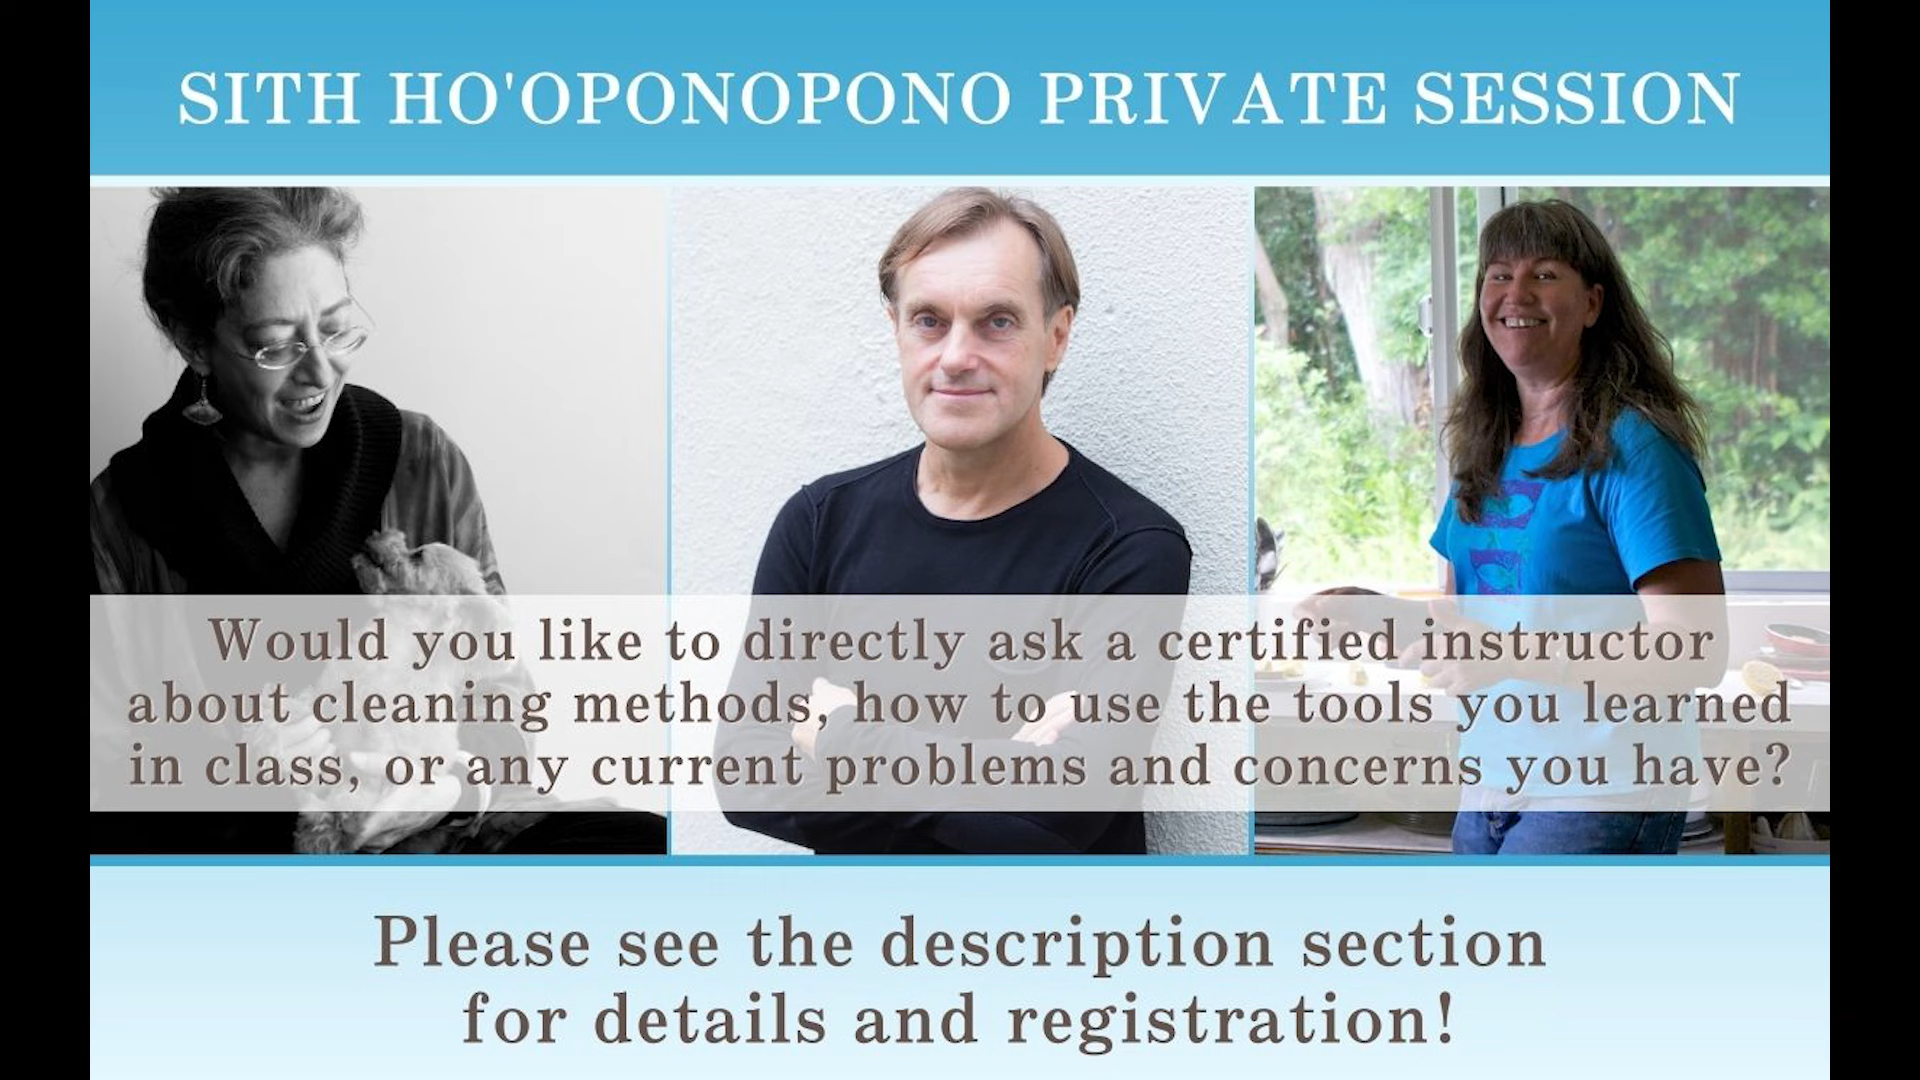 SITH HO'OPONOPONO PRIVATE SESSION
Would you like to directly ask a certified instructor
about cleaning methods, how to use the tools you learned
in class, or any current problems and concerns you have?
Please see the description section
for details and registration!